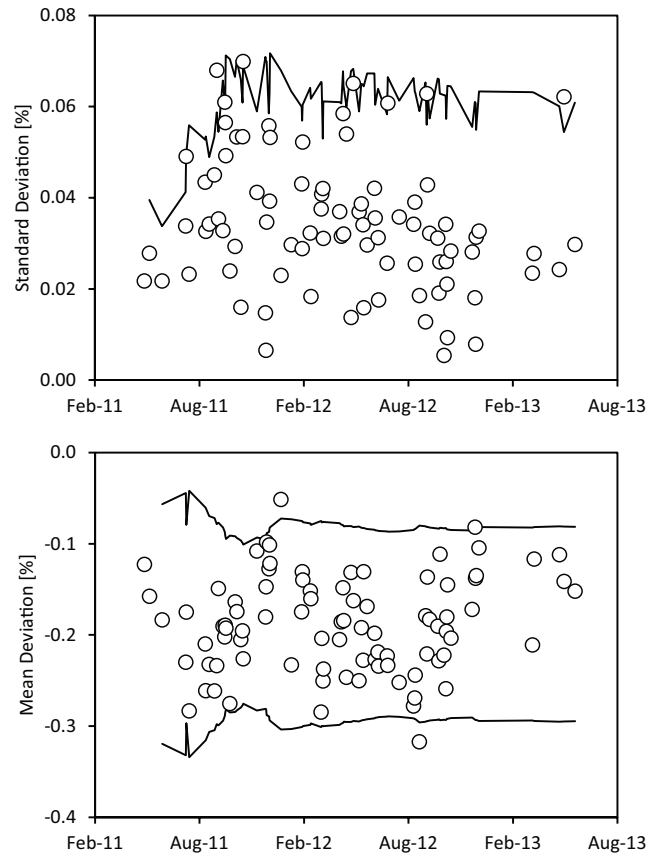 0.08
0.06
0.04
0.02
0.00
Standard Deviation [%]
Feb-11 Aug-11 Feb-12 Aug-12 Feb-13 Aug-13
0.0
-0.1
-0.2
-0.3
-0.4
Mean Deviation [%]
Feb-11 Aug-11 Feb-12 Aug-12 Feb-13 Aug-13